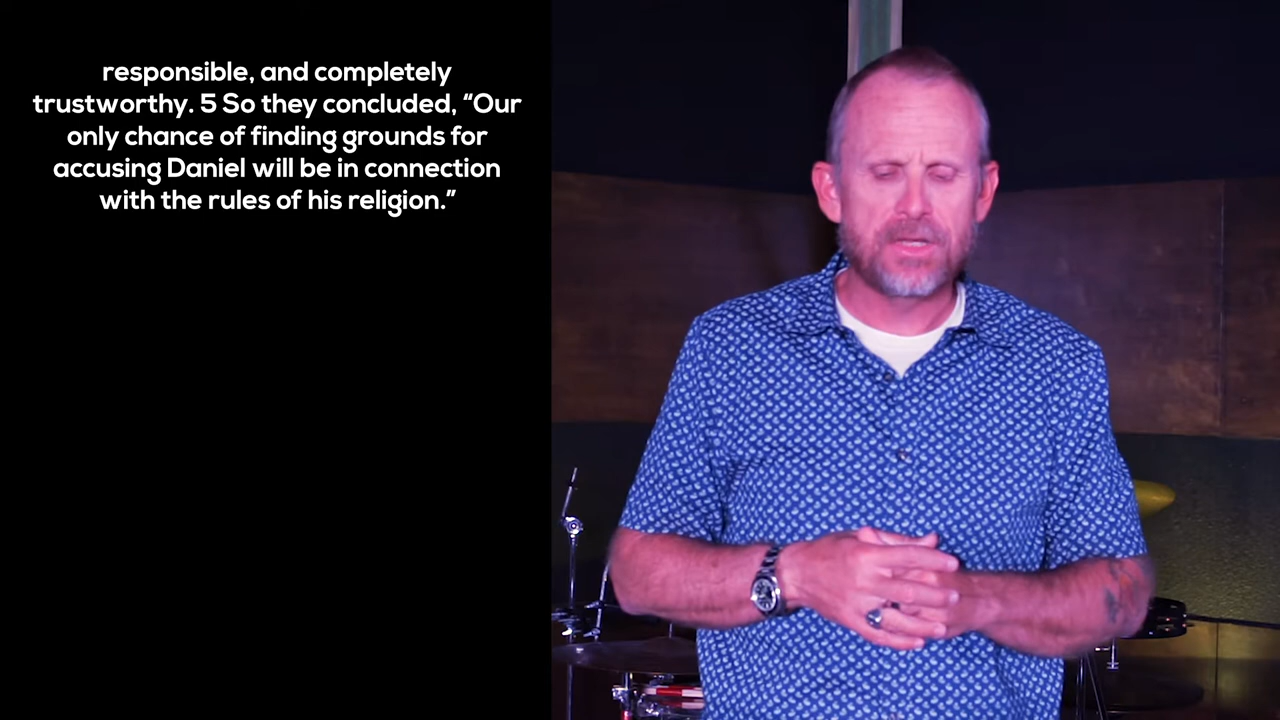 responsible, and completely
trustworthy. 5 So they concluded, “Our
only chance of finding grounds for
accusing Daniel will be in connection
with the rules of his religion.”